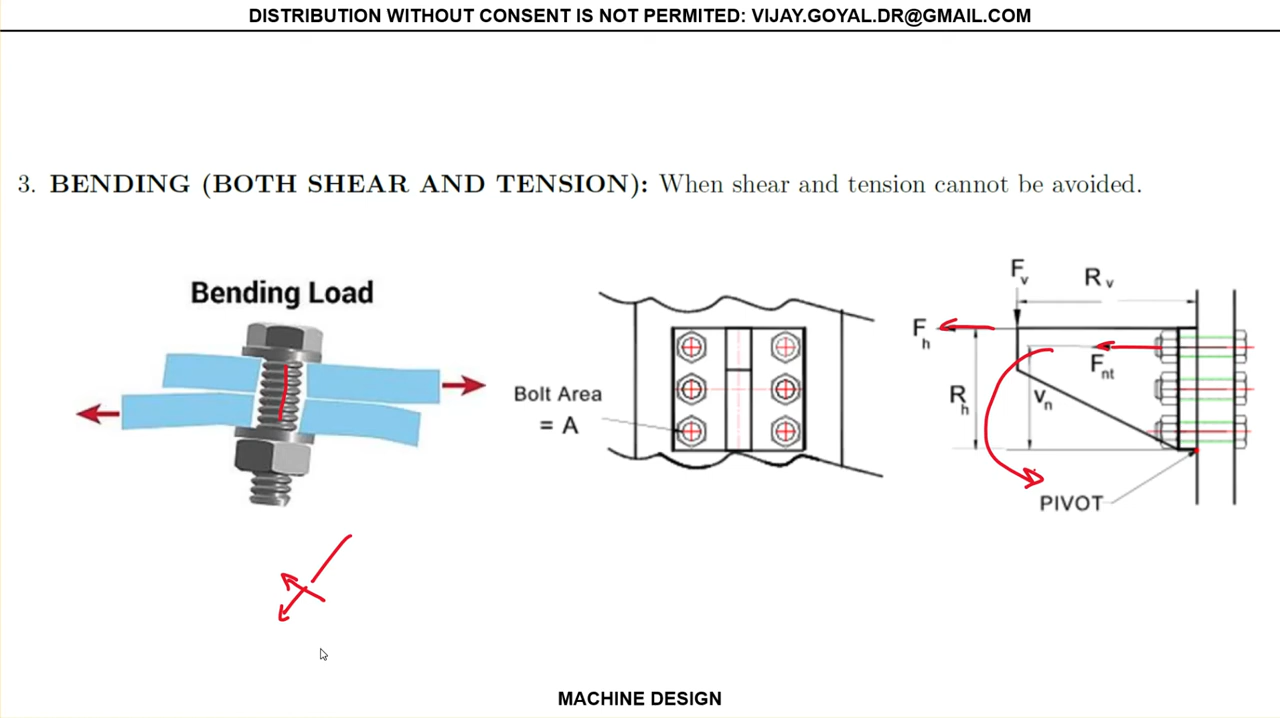 DISTRIBUTION WITHOUT CONSENT IS NOT PERMITED: VIJAY.GOYAL.DR@GMAIL.COM
3. BENDING (BOTH SHEAR AND TENSION): When shear and tension cannot be avoided.
Bending Load
Bolt Area
= A
Fv
Rv
Fh
Fnt
Rh
vn
PIVOT
MACHINE DESIGN